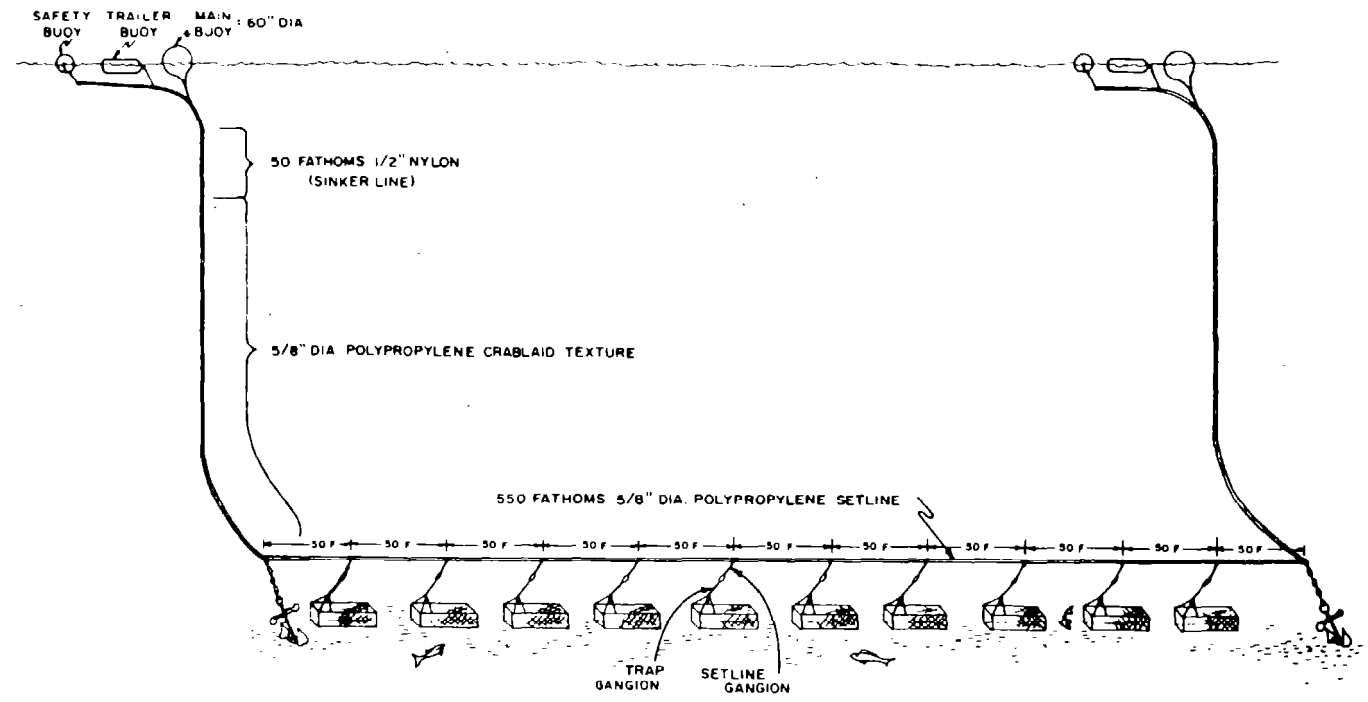 SAFETY TRAILER MAIN
BUOY BUOY BUOY : 60" DIA
50 FATHOMS 1/2" NYLON
(SINKER LINE)
5/8" DIA POLYPROPYLENE CRABLAID TEXTURE
550 FATHOMS 5/8" DIA. POLYPROPYLENE SETLINE
50 F 50 F 50 F 50 F 50 F 50 F 50 F 50 F 50 F 50 F 50 F
TRAP SETLINE
GANGION GANGION